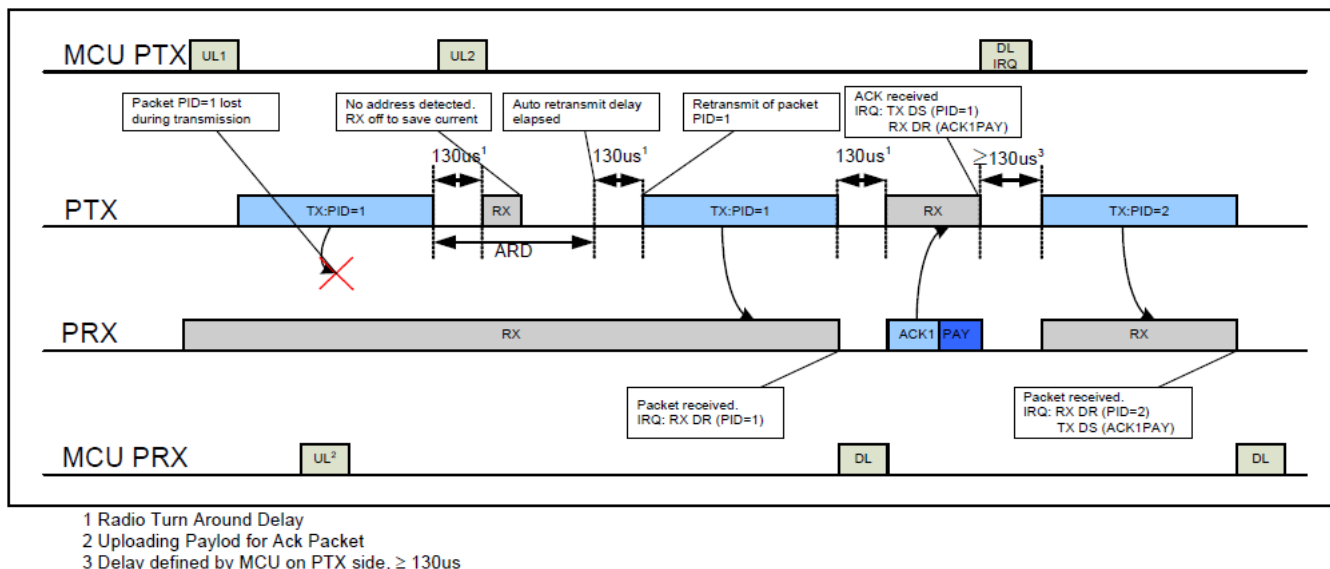 MCU PTX
UL1
UL2
DL
IRQ
Packet PID=1 lost
during transmission
No address detected.
RX off to save current
Auto retransmit delay
elapsed
Retransmit of packet
PID=1
ACK received
IRQ: TX DS (PID=1)
RX DR (ACK1PAY)
130us¹
130us¹
130us¹
≥130us³
PTX
TX:PID=1
RX
TX:PID=1
RX
TX:PID=2
ARD
PRX
RX
ACK1 PAY
RX
Packet received.
IRQ: RX DR (PID=1)
Packet received.
IRQ: RX DR (PID=2)
TX DS (ACK1PAY)
MCU PRX
UL²
DL
DL
1 Radio Turn Around Delay
2 Uploading Paylod for Ack Packet
3 Delay defined by MCU on PTX side, ≥ 130us